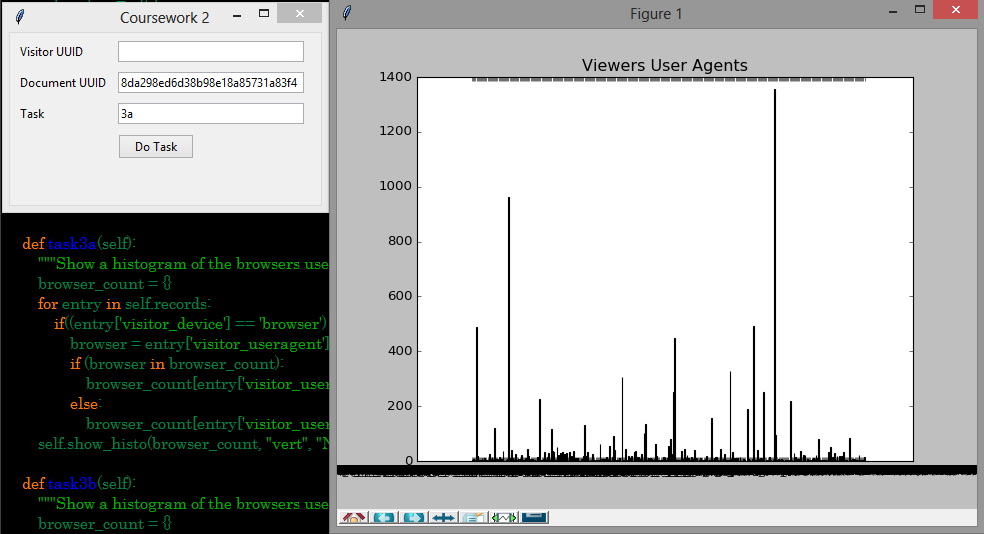 Coursework 2
Visitor UUID
Document UUID 8da298ed6d38b98e18a85731a83f4
Task 3a
Do Task
def task3a(self):
"""Show a histogram of the browsers use
browser_count = {}
for entry in self.records:
if((entry['visitor_device'] == 'browser')
browser = entry['visitor_useragent']
if (browser in browser_count):
browser_count[entry['visitor_user
else:
browser_count[entry['visitor_user
self.show_histo(browser_count, "vert", "N
def task3b(self):
"""Show a histogram of the browsers use
browser_count = {}
Figure 1
Viewers User Agents
1400
1200
1000
800
600
400
200
0